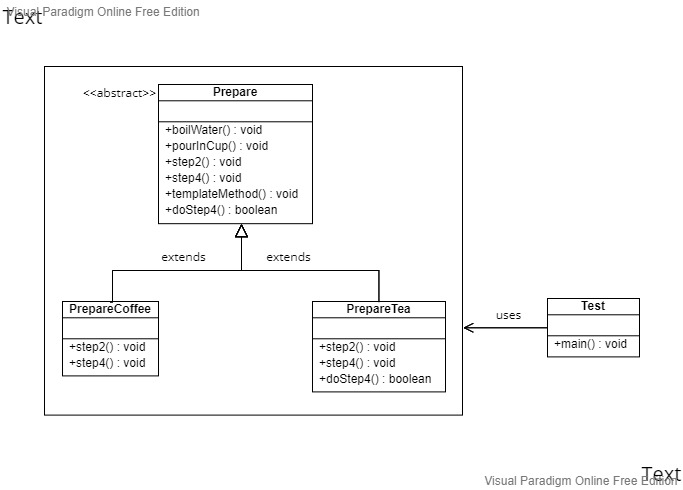 Text
Visual Paradigm Online Free Edition
<<abstract>>
Prepare
+boilWater() : void
+pourInCup() : void
+step2() : void
+step4() : void
+templateMethod() : void
+doStep4() : boolean
extends
extends
PrepareCoffee
+step2() : void
+step4() : void
PrepareTea
+step2() : void
+step4() : void
+doStep4() : boolean
uses
Test
+main() : void
Text
Visual Paradigm Online Free Edition